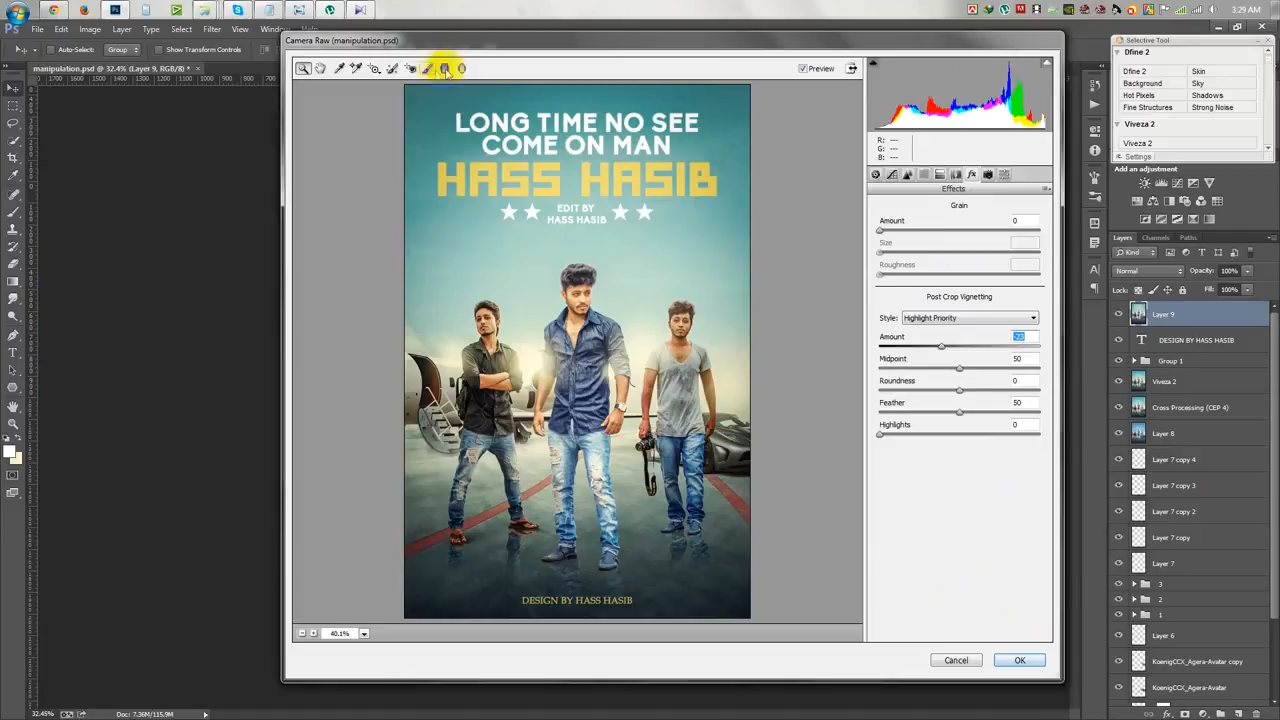 3:29 AM
Ps File Edit Image Layer Type Select Filter
Auto-Select: Group Show Transform Controls
manipulation.psd @ 32.4% (Layer 9, RGB/8) *
Camera Raw (manipulation.psd)
Preview
LONG TIME NO SEE
COME ON MAN
HASS HASIB
EDIT BY
HASS HASIB
DESIGN BY HASS HASIB
40.1%
R: ---
G: ---
B: ---
Effects
Grain
Amount 0
Size
Roughness
Post Crop Vignetting
Style: Highlight Priority
Amount
Midpoint 50
Roundness 0
Feather 50
Highlights 0
Cancel OK
Selective Tool
Dfine 2
Dfine 2 Skin
Background Sky
Hot Pixels Shadows
Fine Structures Strong Noise
Viveza 2
Viveza 2
Settings
Add an adjustment
Layers Channels Paths
Kind
Normal Opacity: 100%
Lock: Fill: 100%
Layer 9
DESIGN BY HASS HASIB
Group 1
Viveza 2
Cross Processing (CEP 4)
Layer 8
Layer 7 copy 4
Layer 7 copy 3
Layer 7 copy 2
Layer 7 copy
Layer 7
3
2
1
Layer 6
KoenigCCX_Agera-Avatar copy
KoenigCCX_Agera-Avatar
32.45% Doc: 7.36M/115.9M